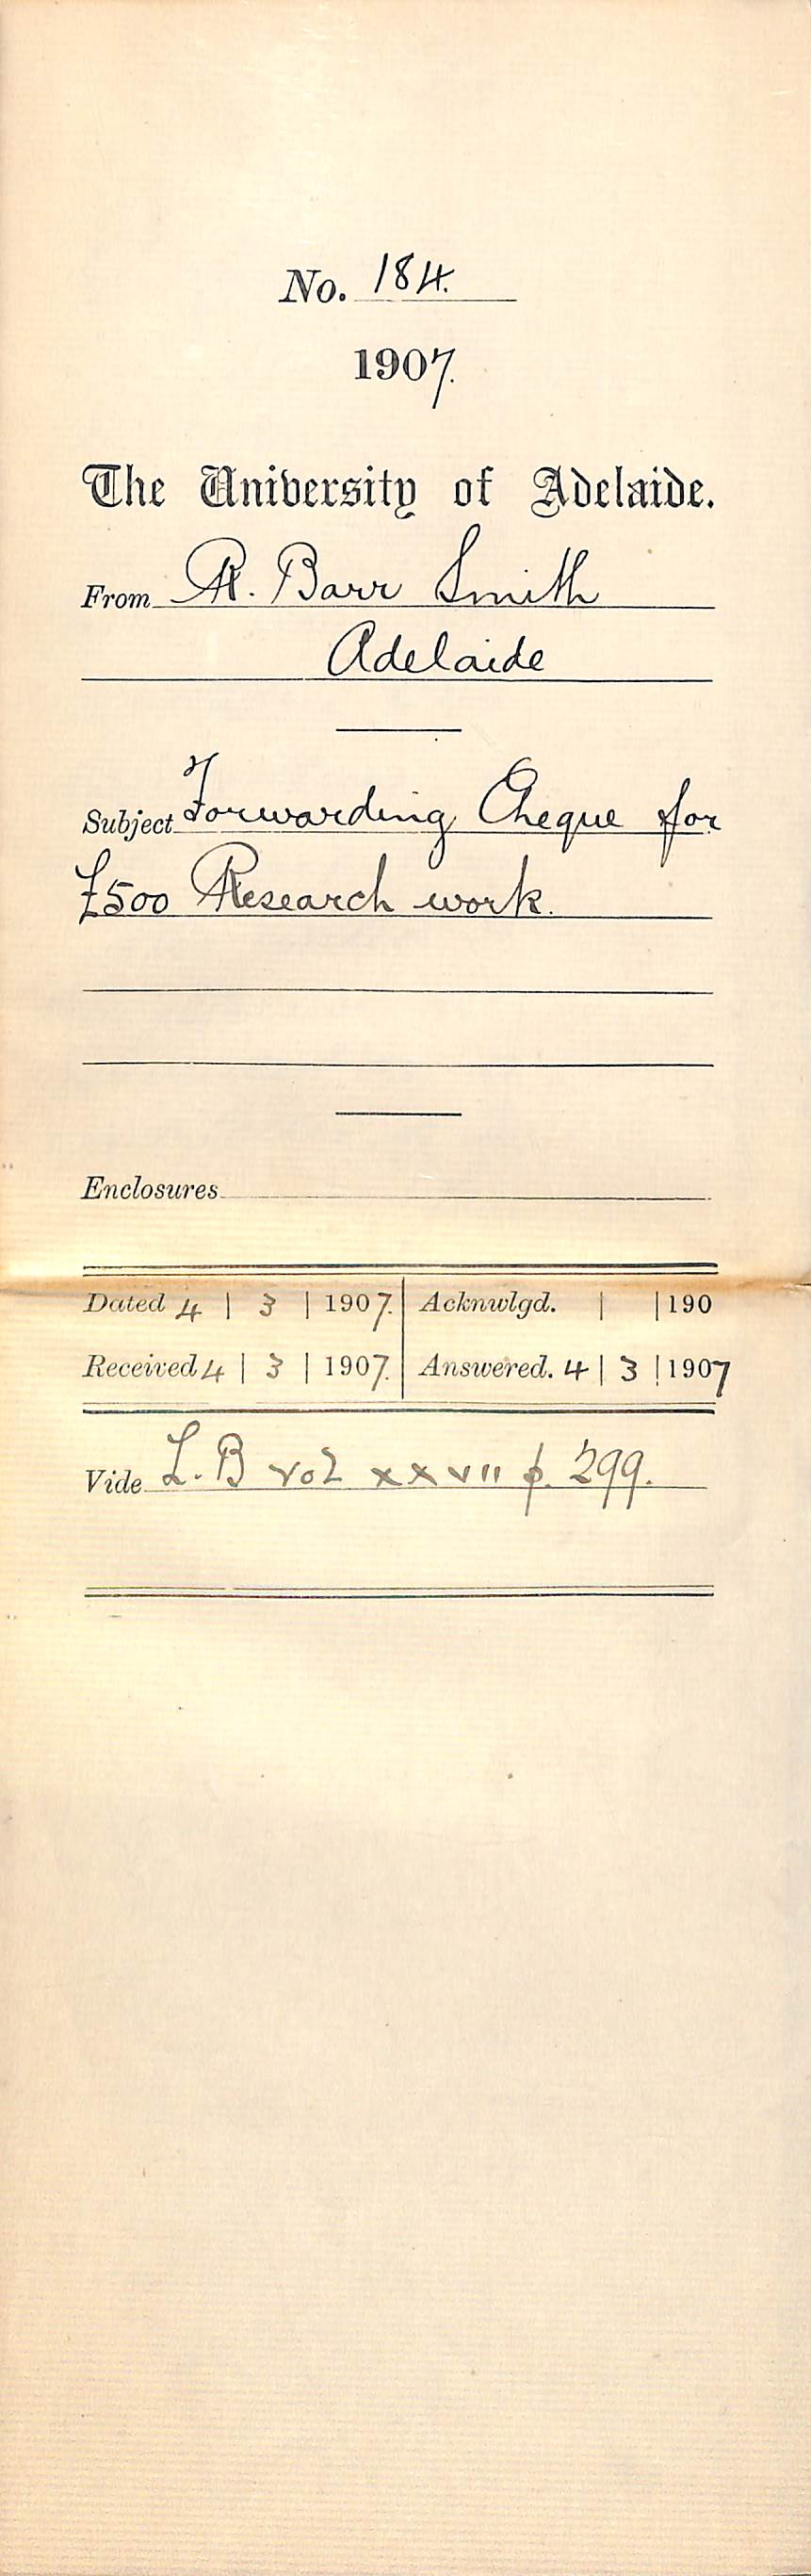 No. 184.
1907.
The University of Adelaide.
From R. Barr Smith
Adelaide
Subject Forwarding Cheque for
£500 Research work.
Enclosures
Dated 4 | 3 | 1907. Acknwlgd. | | 190
Received 4 | 3 | 1907. Answered. 4 | 3 | 1907
Vide L. B vol xxvii p. 299.